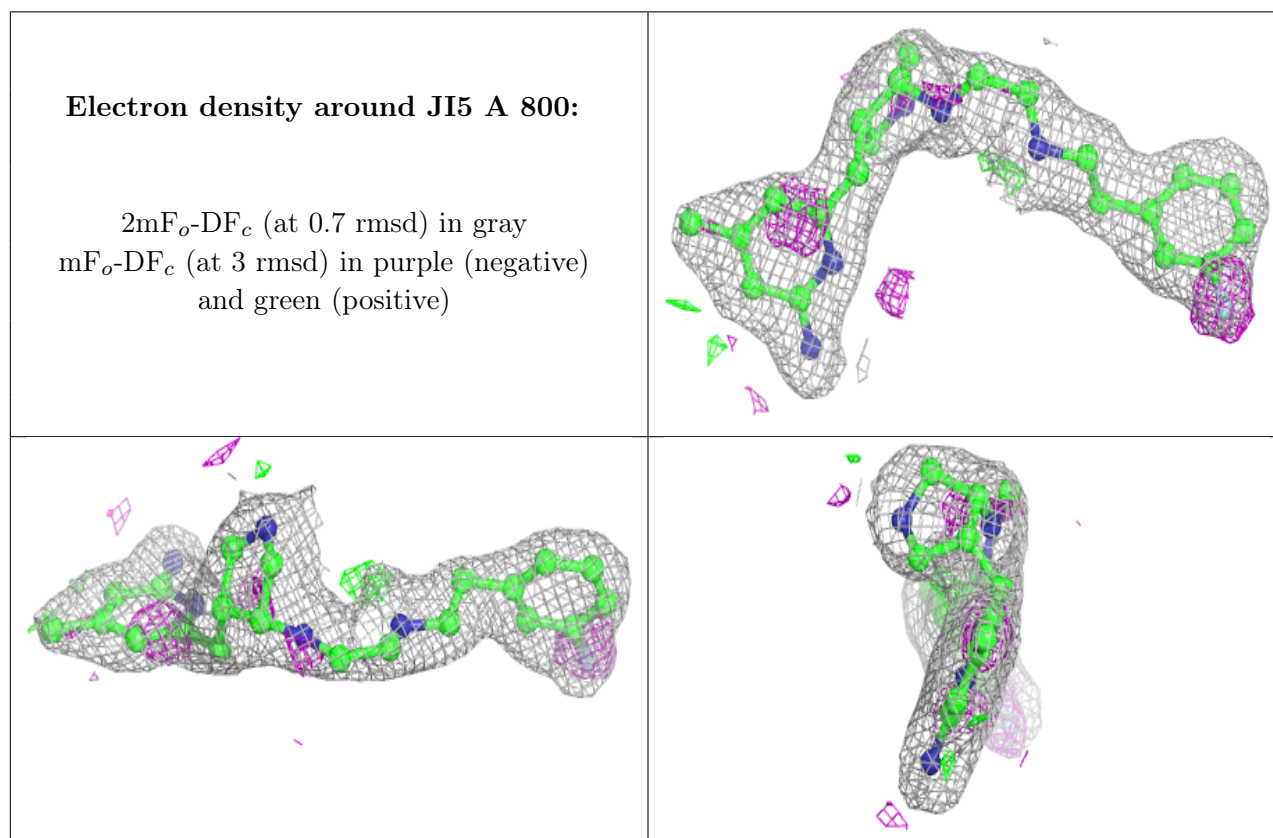 Electron density around JI5 A 800:
2mFo-DFc (at 0.7 rmsd) in gray
mFo-DFc (at 3 rmsd) in purple (negative)
and green (positive)